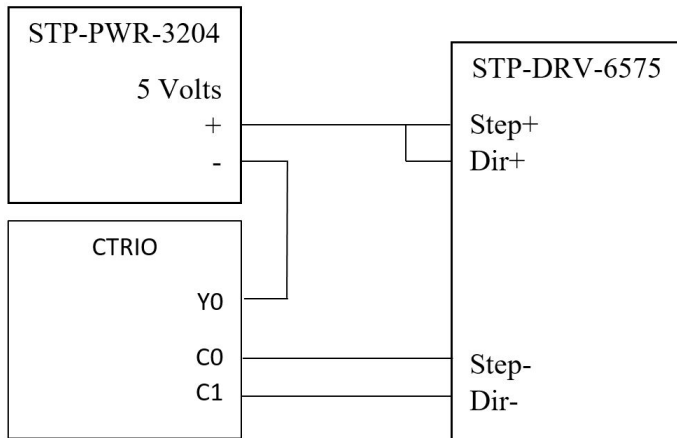 STP-PWR-3204
5 Volts
+
-
STP-DRV-6575
Step+
Dir+
CTRIO
Y0
C0
C1
Step-
Dir-